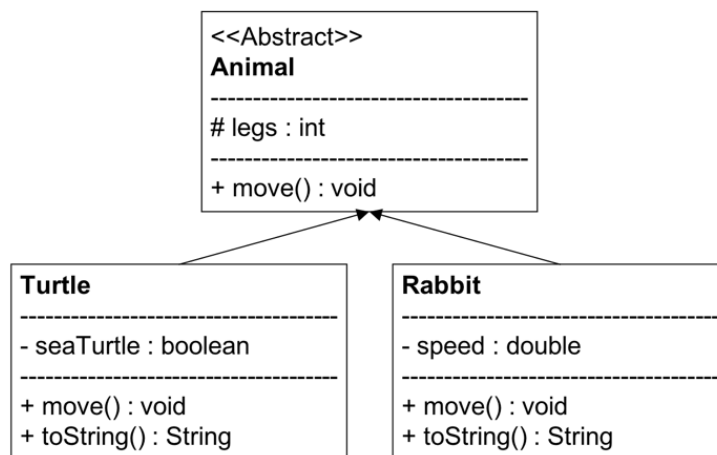 <<Abstract>>
Animal
---------------------------------------
# legs : int
---------------------------------------
+ move() : void
Turtle
---------------------------------------
- seaTurtle : boolean
---------------------------------------
+ move() : void
+ toString() : String
Rabbit
---------------------------------------
- speed : double
---------------------------------------
+ move() : void
+ toString() : String